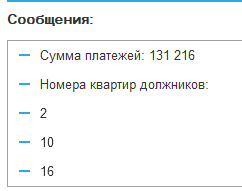 Сообщения:
Сумма платежей: 131 216
Номера квартир должников:
2
10
16